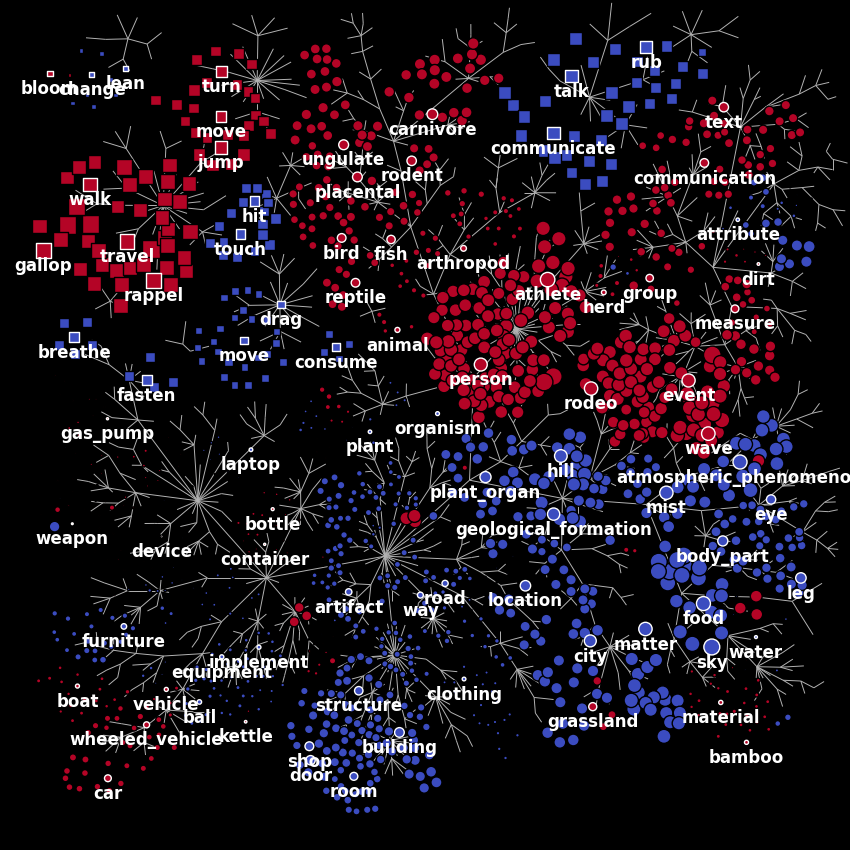 rub
talk
bloom
change
lean
turn
move
communicate
carnivore
text
jump
ungulate
rodent
communication
placental
walk
hit
touch
attribute
gallop
travel
bird
fish
arthropod
dirt
rappel
reptile
athlete
herd
group
drag
measure
breathe
move
consume
animal
person
event
fasten
rodeo
gas_pump
plant
organism
wave
laptop
hill
atmospheric_phenomeno
plant_organ
mist
eye
bottle
geological_formation
weapon
device
container
body_part
artifact
way
road
location
leg
food
furniture
implement
equipment
city
matter
sky
water
boat
vehicle
ball
structure
clothing
grassland
material
wheeled_vehicle
kettle
building
shop
door
bamboo
car
room